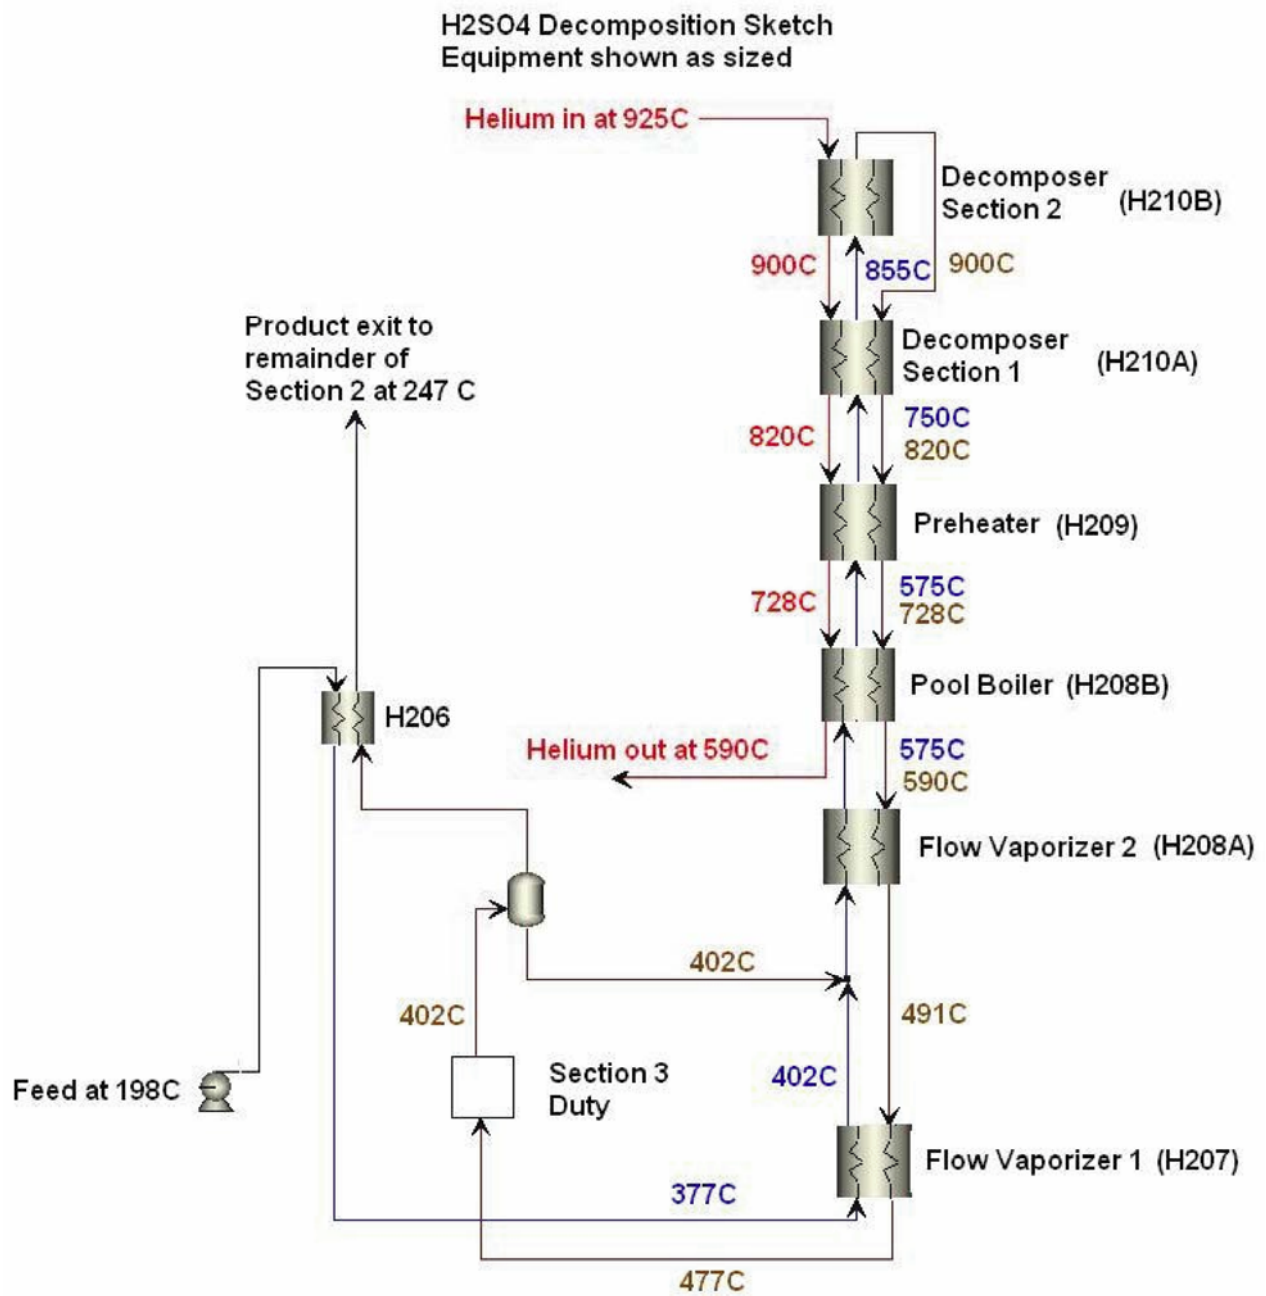 H2SO4 Decomposition Sketch
Equipment shown as sized
Helium in at 925C
Decomposer
Section 2 (H210B)
900C
855C
900C
Product exit to
remainder of
Section 2 at 247 C
Decomposer
Section 1 (H210A)
820C
750C
820C
Preheater (H209)
728C
575C
728C
Pool Boiler (H208B)
H206
Helium out at 590C
575C
590C
Flow Vaporizer 2 (H208A)
402C
402C
491C
Feed at 198C
Section 3
Duty
402C
Flow Vaporizer 1 (H207)
377C
477C